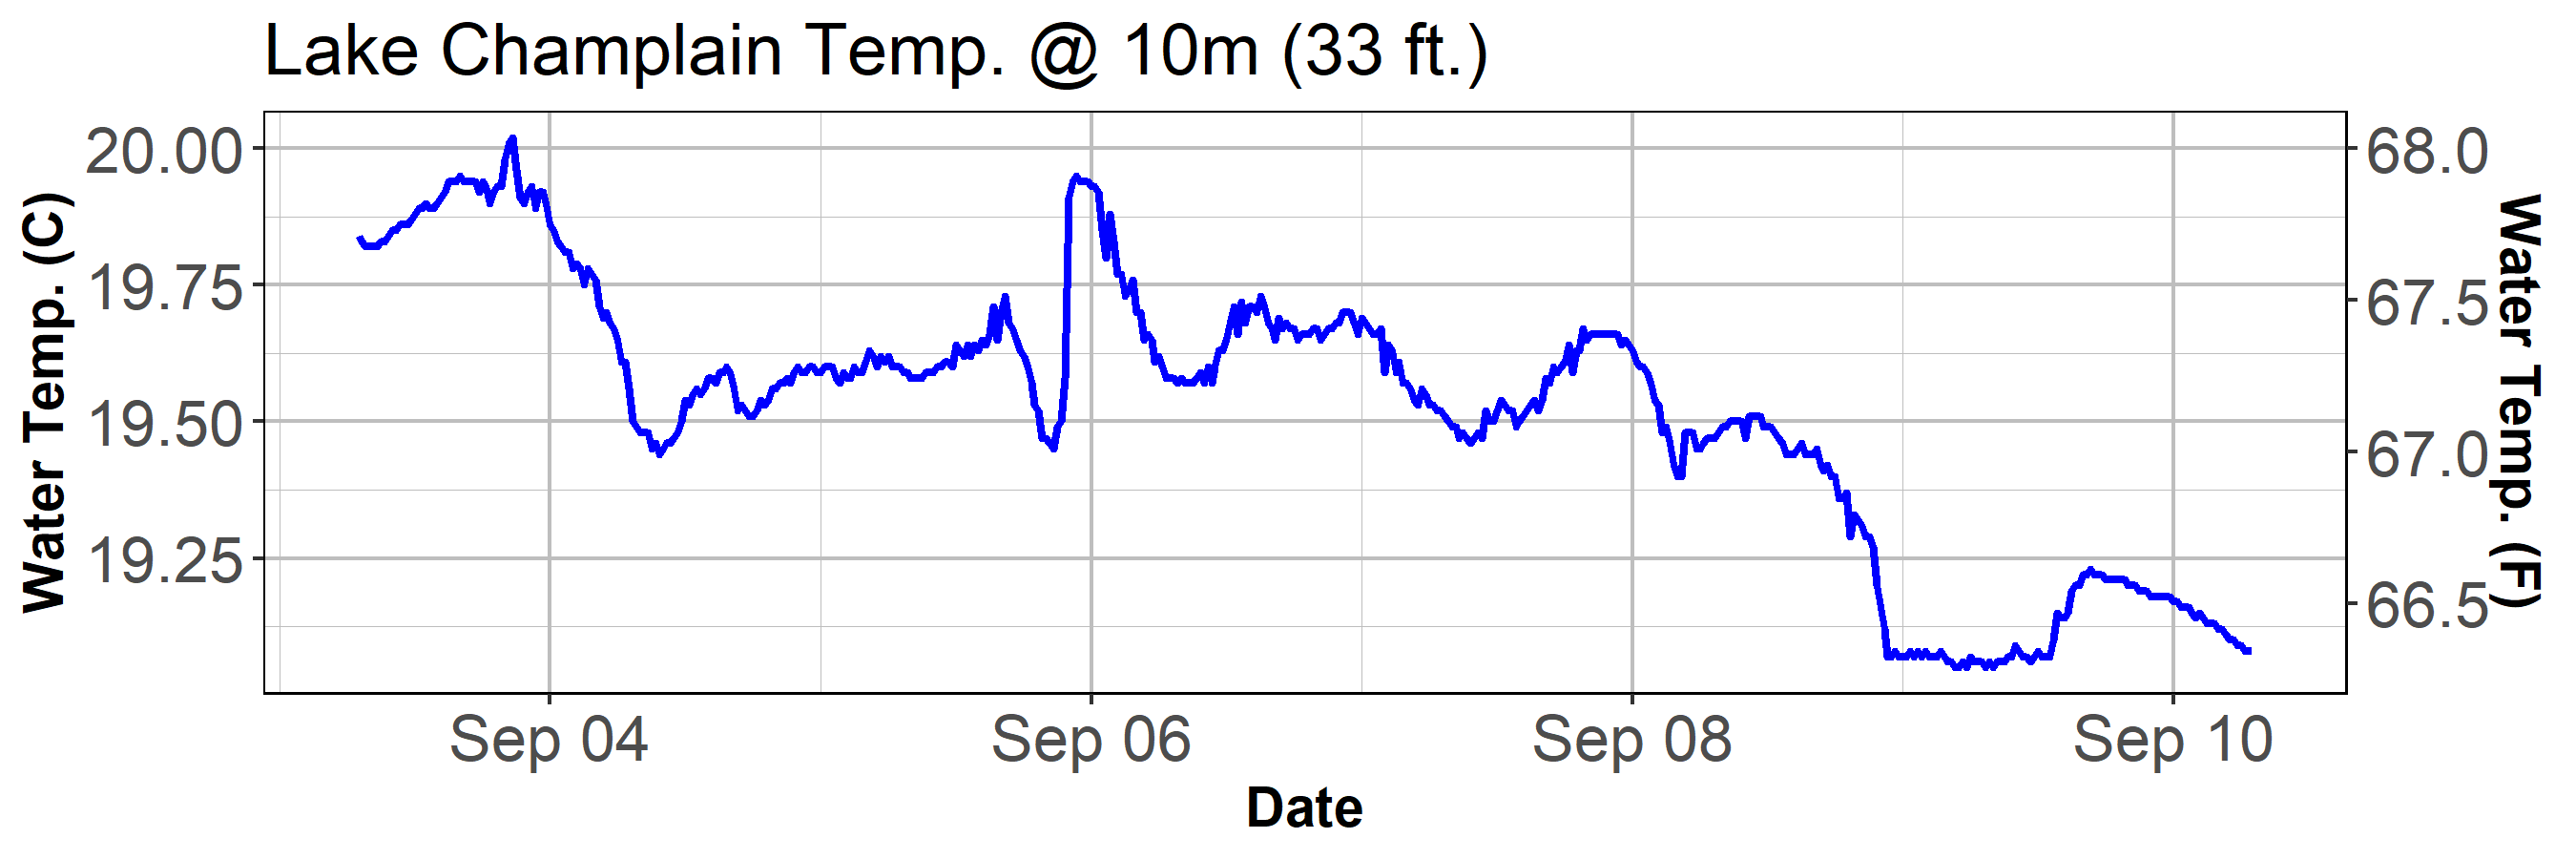 Lake Champlain Temp. @ 10m (33 ft.)
Water Temp. (C)
20.00
19.75
19.50
19.25
68.0
67.5
67.0
66.5
Water Temp. (F)
Sep 04 Sep 06 Sep 08 Sep 10
Date